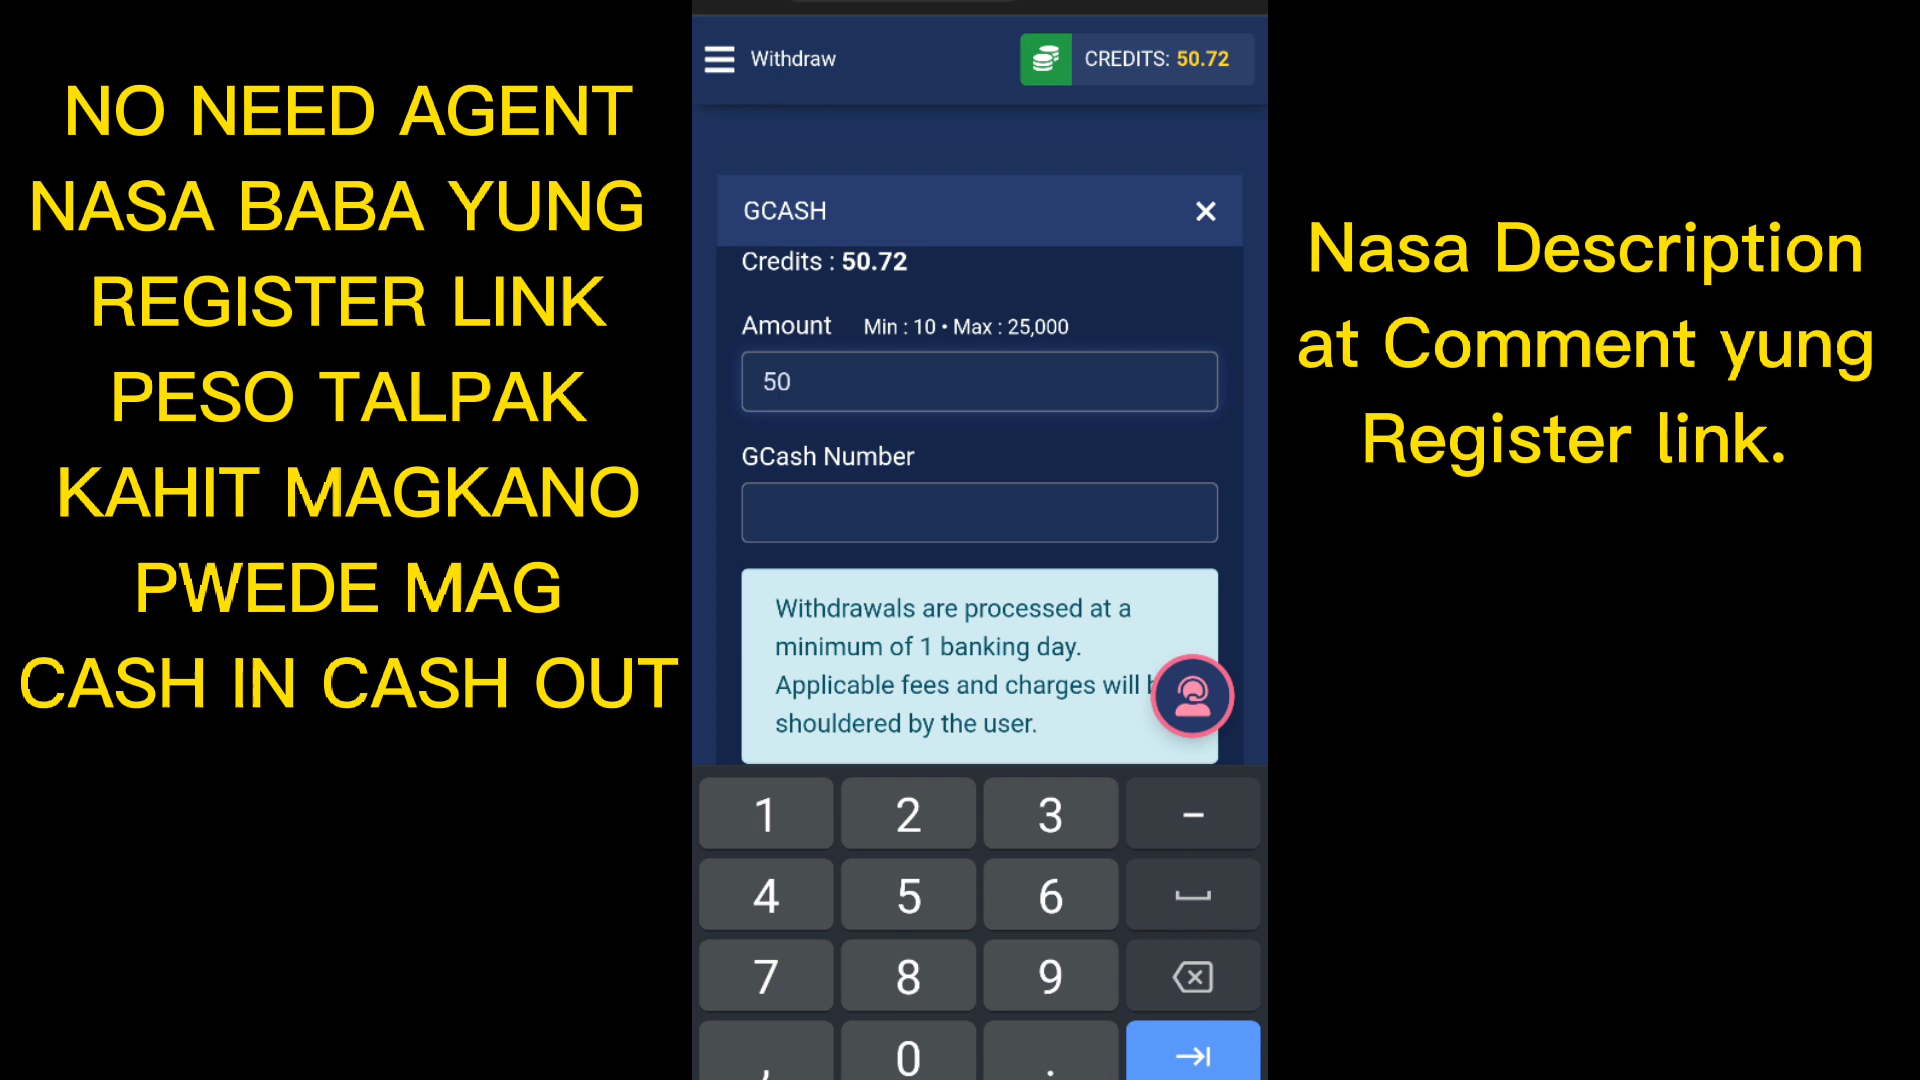 NO NEED AGENT
NASA BABA YUNG
REGISTER LINK
PESO TALPAK
KAHIT MAGKANO
PWEDE MAG
CASH IN CASH OUT
Withdraw
CREDITS: 50.72
GCASH
Credits : 50.72
Amount Min : 10 • Max : 25,000
50
GCash Number
Withdrawals are processed at a
minimum of 1 banking day.
Applicable fees and charges will
shouldered by the user.
1 2 3 −
4 5 6
7 8 9
, 0 .
Nasa Description
at Comment yung
Register link.